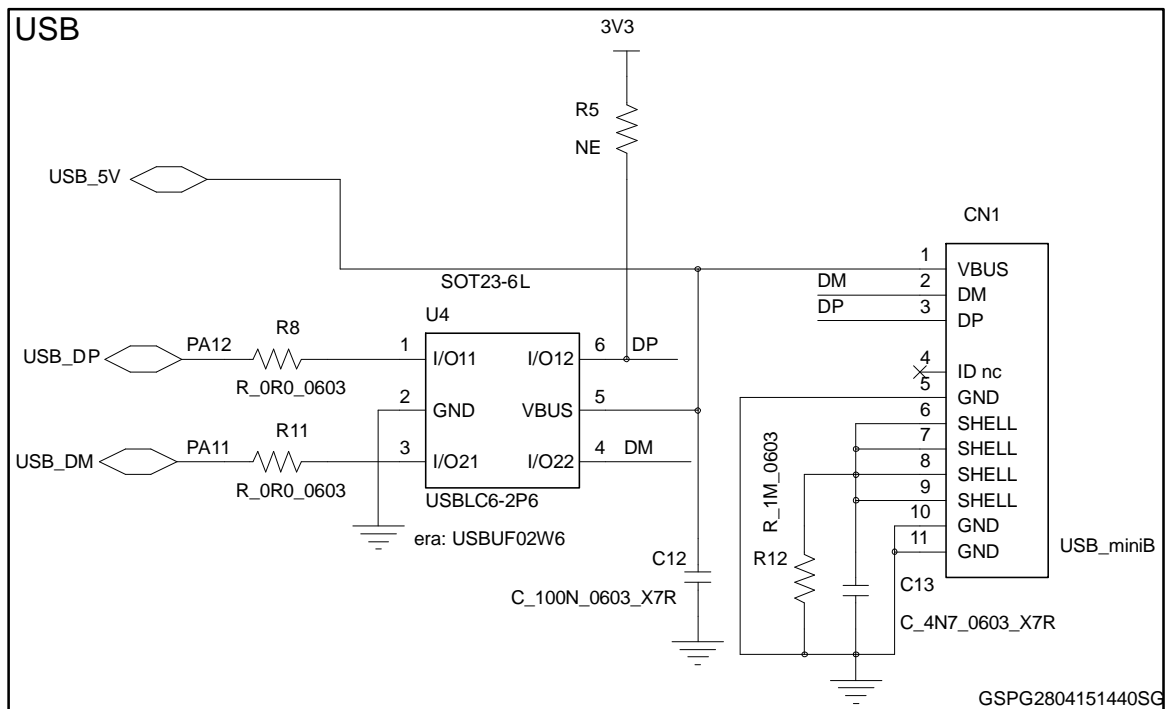 USB
3V3
R5
NE
USB_5V
CN1
1 VBUS
DM 2 DM
DP 3 DP
SOT23-6L
U4
USB_DP PA12 R8 1 I/O11 I/O12 6 DP
R_0R0_0603
4 ID nc
2 GND VBUS 5
5 GND
6 SHELL
USB_DM PA11 R11 3 I/O21 I/O22 4 DM
7 SHELL
8 SHELL
R_0R0_0603
9 SHELL
USBLC6-2P6
era: USBUF02W6
R_1M_0603
10 GND
11 GND
USB_miniB
C12
R12
C13
C_100N_0603_X7R
C_4N7_0603_X7R
GSPG2804151440SG